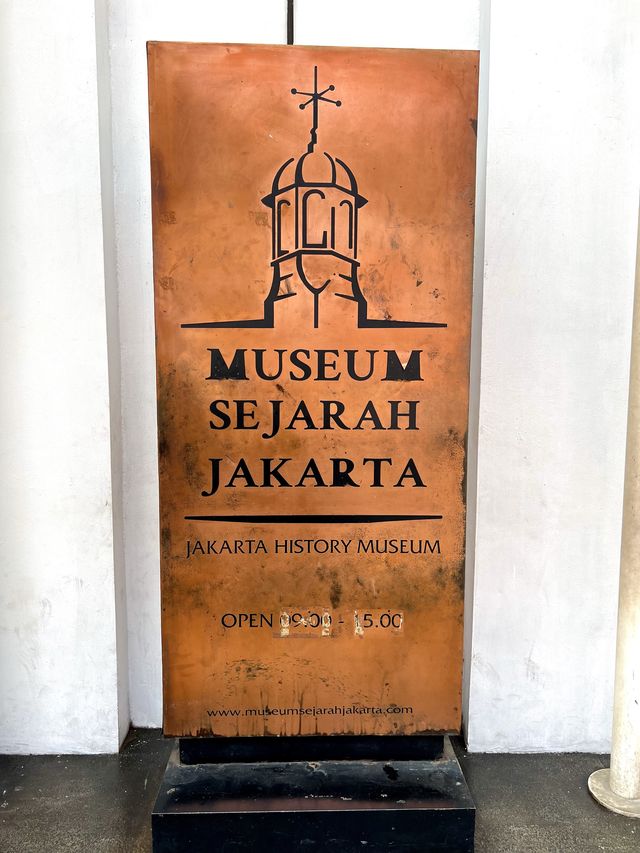 MUSEUM
SEJARAH
JAKARTA
JAKARTA HISTORY MUSEUM
OPEN 09.00 - 15.00
www.museumsejarahjakarta.com